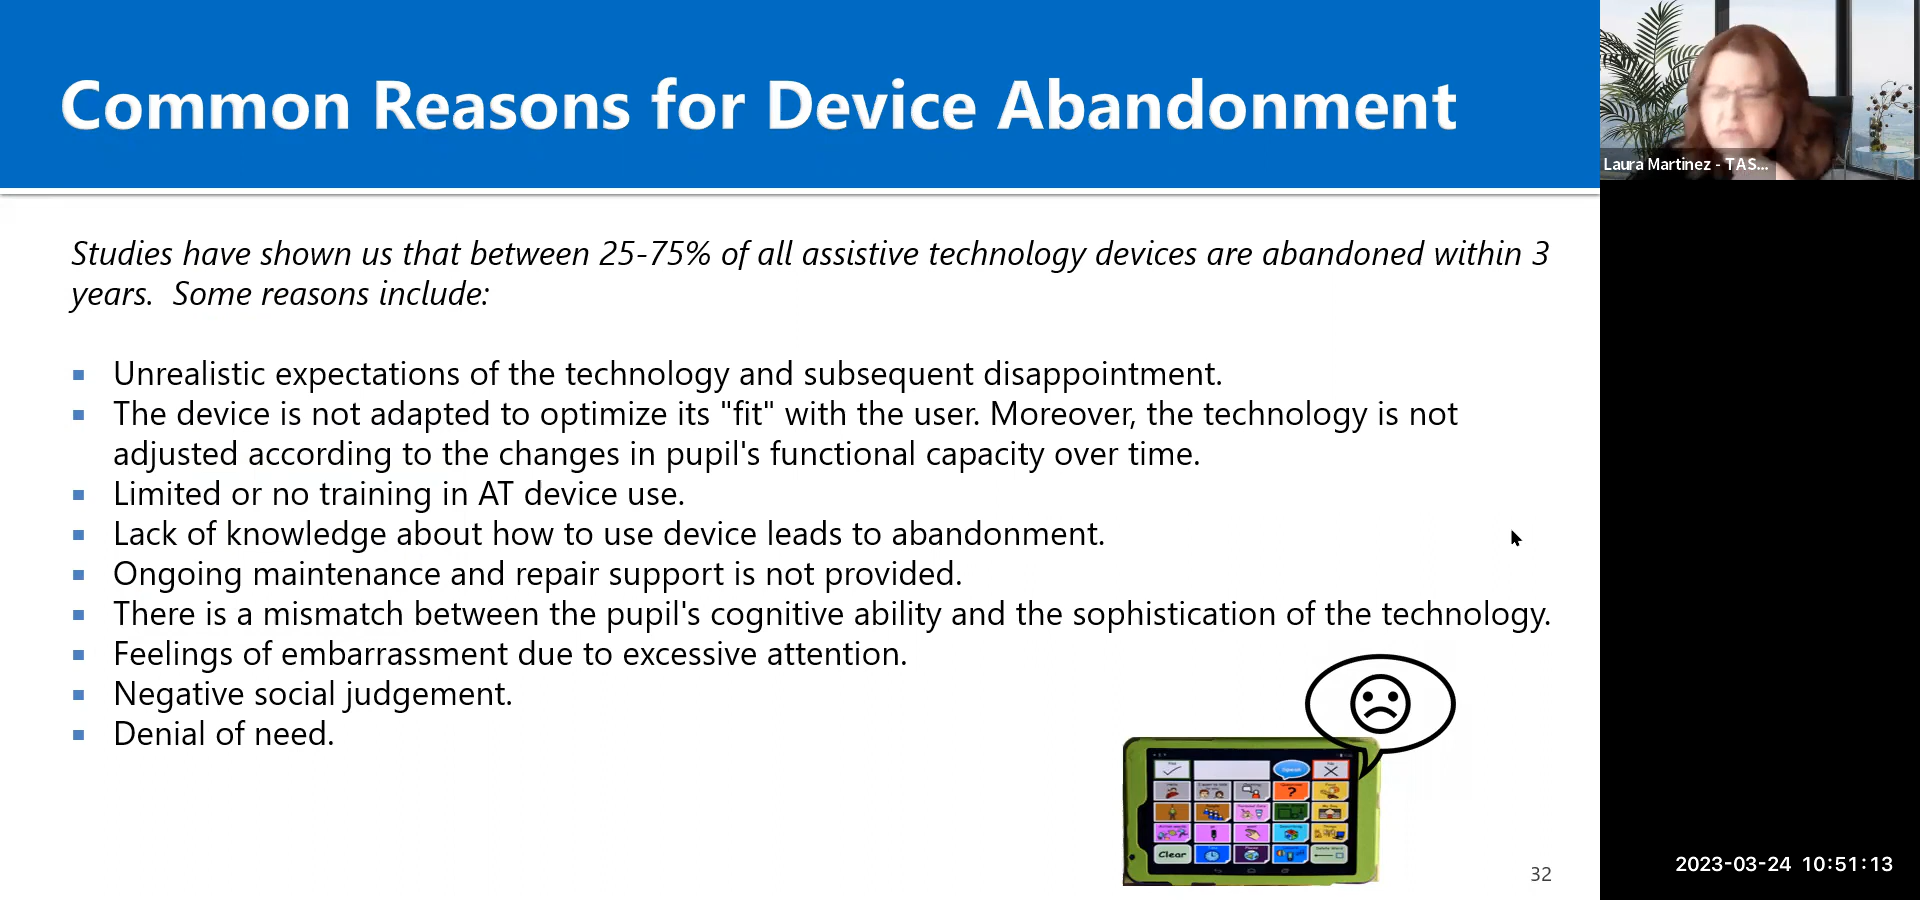 Common Reasons for Device Abandonment
Laura Martinez - TAS...
Studies have shown us that between 25-75% of all assistive technology devices are abandoned within 3
years.  Some reasons include:
▪ Unrealistic expectations of the technology and subsequent disappointment.
▪ The device is not adapted to optimize its "fit" with the user. Moreover, the technology is not
adjusted according to the changes in pupil's functional capacity over time.
▪ Limited or no training in AT device use.
▪ Lack of knowledge about how to use device leads to abandonment.
▪ Ongoing maintenance and repair support is not provided.
▪ There is a mismatch between the pupil's cognitive ability and the sophistication of the technology.
▪ Feelings of embarrassment due to excessive attention.
▪ Negative social judgement.
▪ Denial of need.
Clear
32
2023-03-24 10:51:13